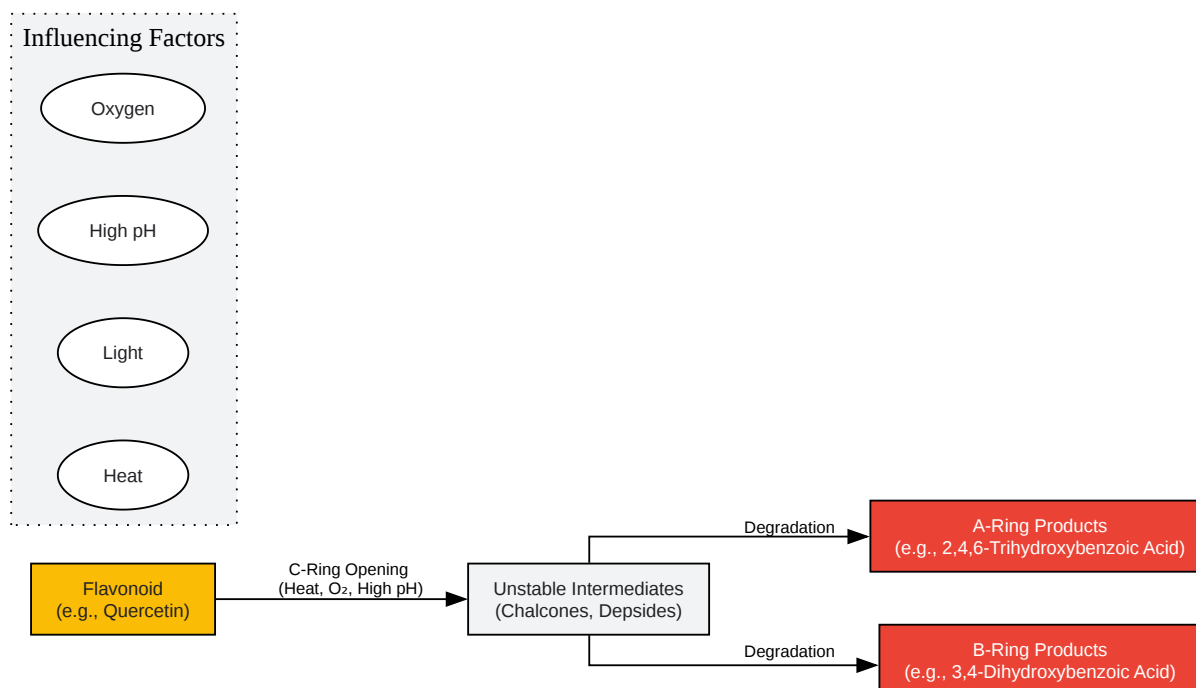 Influencing Factors
Oxygen
High pH
Light
Heat
Flavonoid
(e.g., Quercetin)
C-Ring Opening
(Heat, O₂, High pH)
Unstable Intermediates
(Chalcones, Depsides)
Degradation
A-Ring Products
(e.g., 2,4,6-Trihydroxybenzoic Acid)
Degradation
B-Ring Products
(e.g., 3,4-Dihydroxybenzoic Acid)